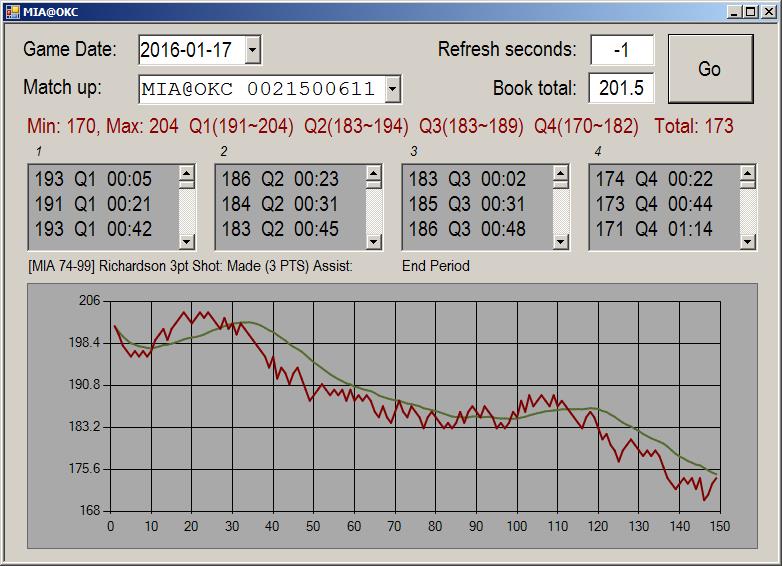 MIA@OKC
Game Date: 2016-01-17 Refresh seconds: -1 Go
Match up: MIA@OKC 0021500611 Book total: 201.5
Min: 170, Max: 204 Q1(191~204) Q2(183~194) Q3(183~189) Q4(170~182) Total: 173
1 2 3 4
193 Q1 00:05 186 Q2 00:23 183 Q3 00:02 174 Q4 00:22
191 Q1 00:21 184 Q2 00:31 185 Q3 00:31 173 Q4 00:44
193 Q1 00:42 183 Q2 00:45 186 Q3 00:48 171 Q4 01:14
[MIA 74-99] Richardson 3pt Shot: Made (3 PTS) Assist: End Period
206
198.4
190.8
183.2
175.6
168
0 10 20 30 40 50 60 70 80 90 100 110 120 130 140 150